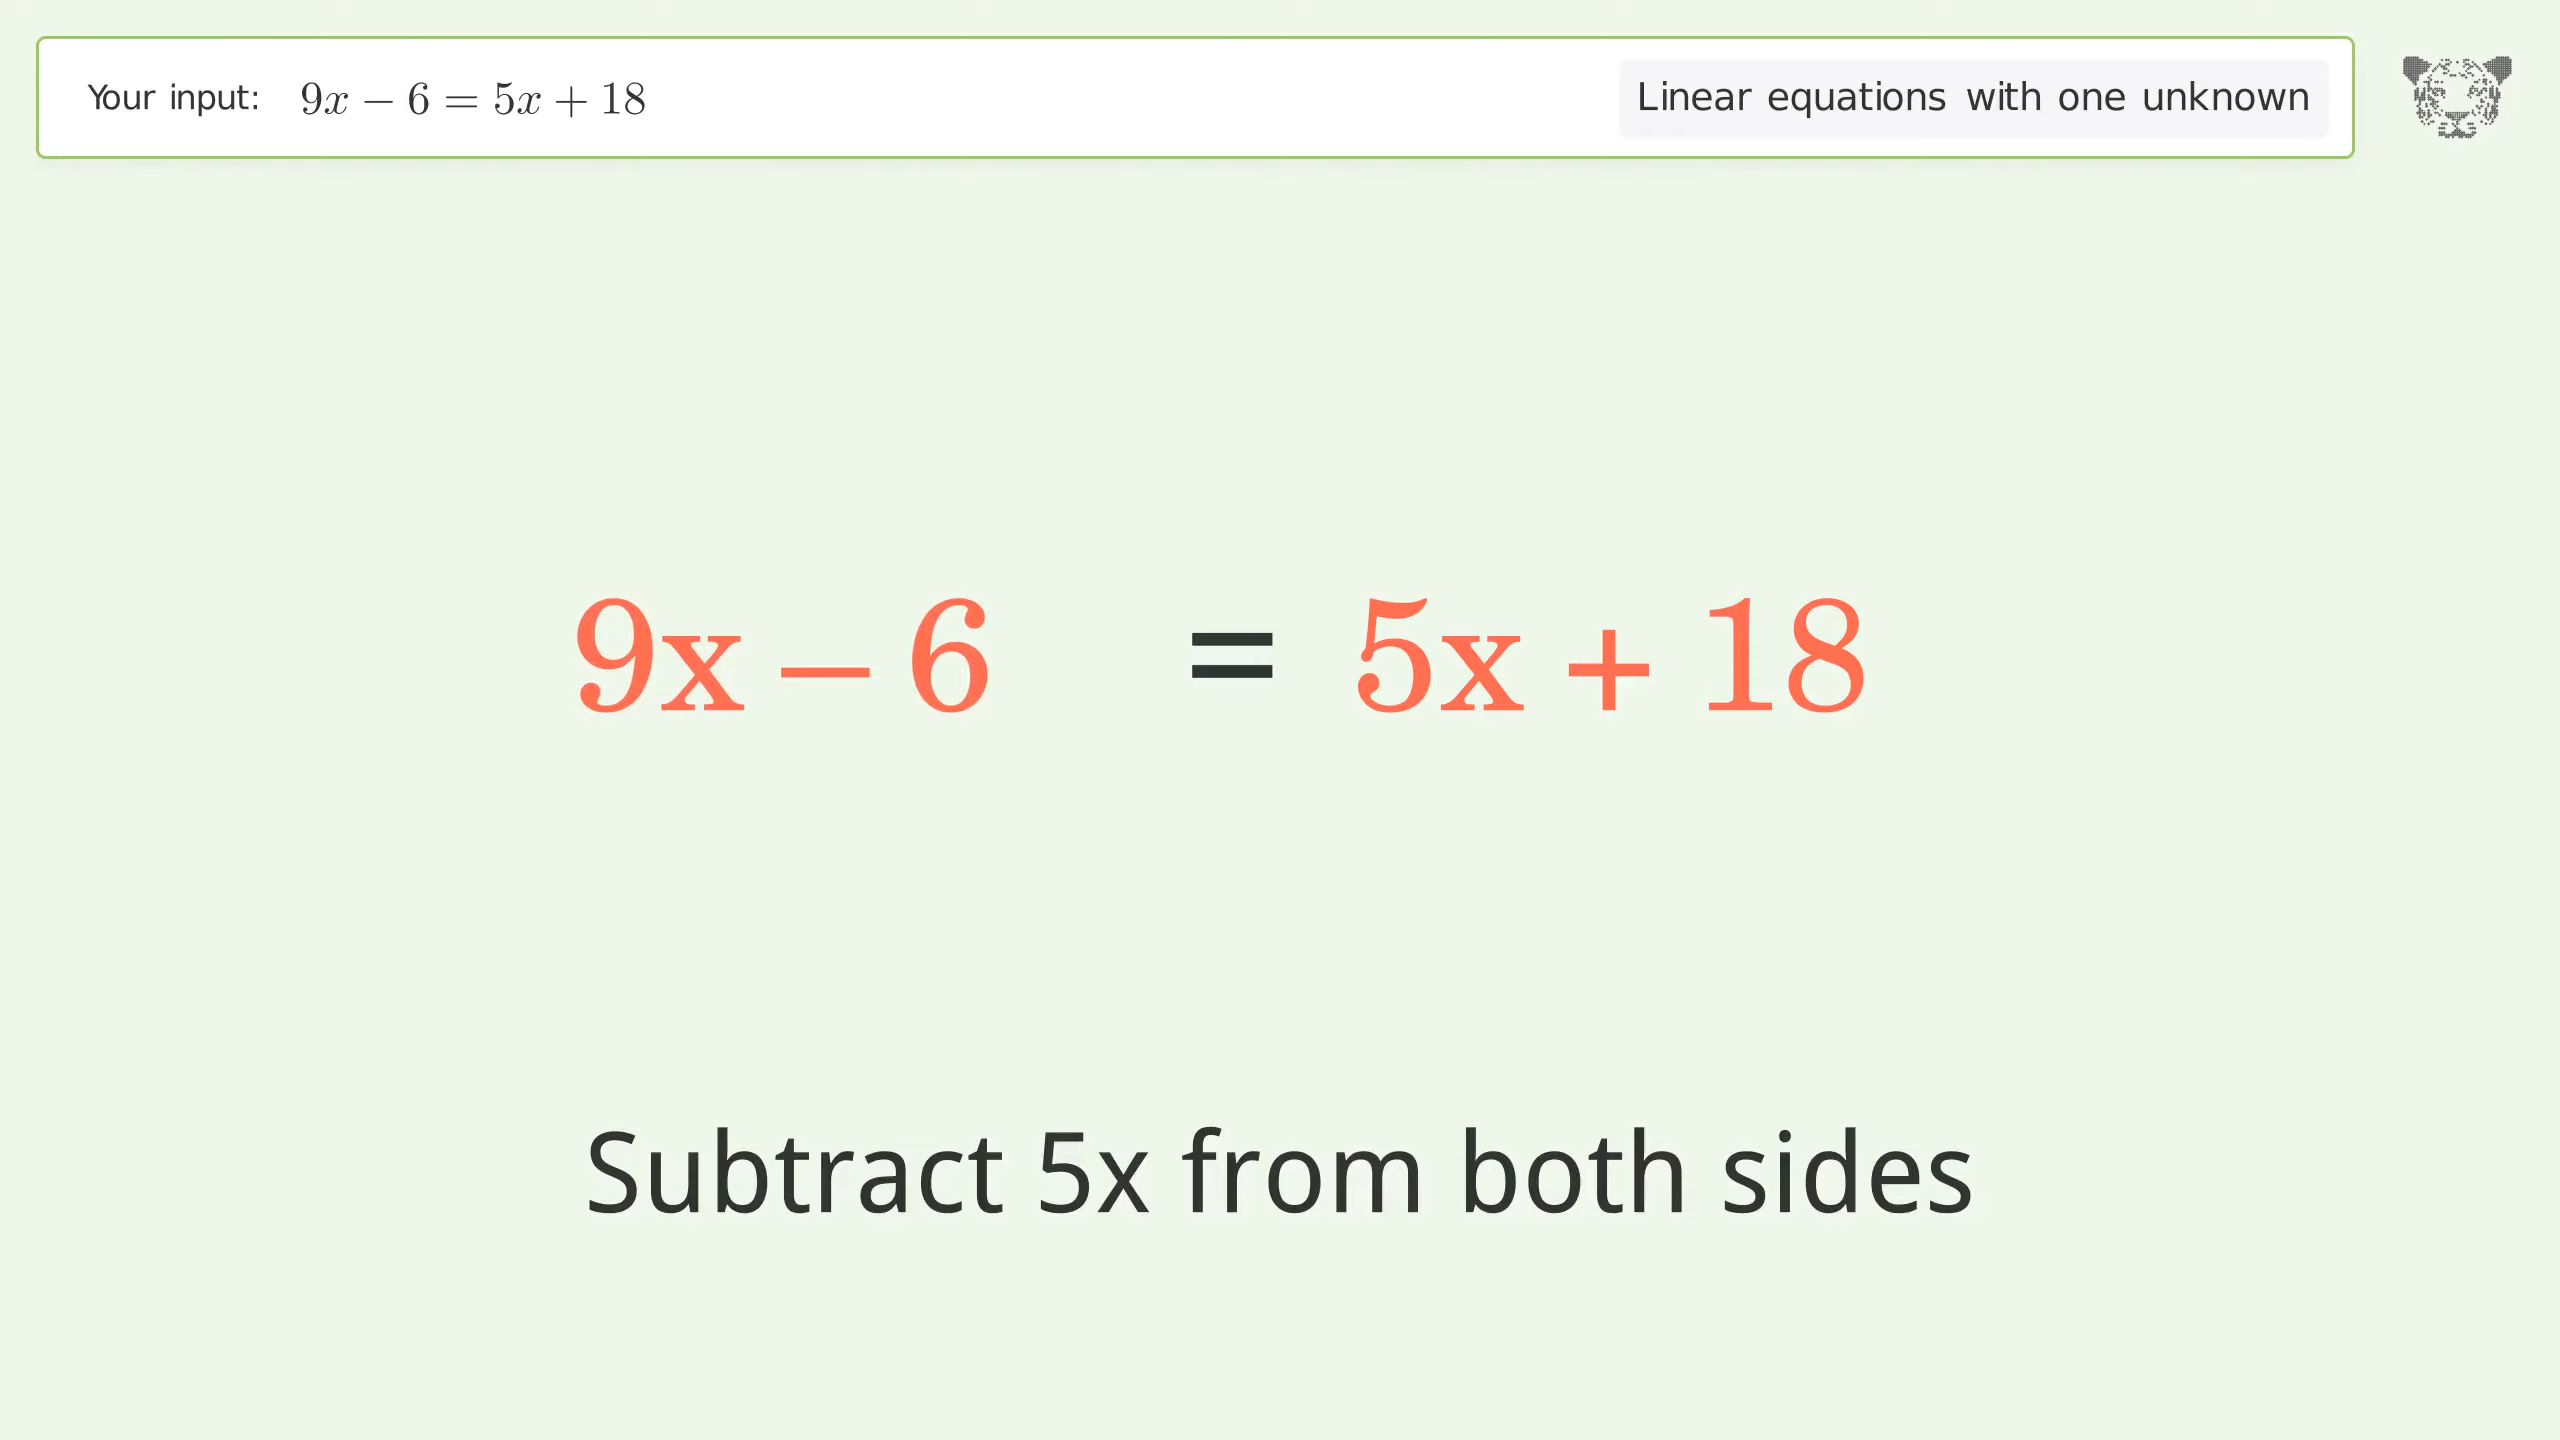 Your input: 9x − 6 = 5x + 18
Linear equations with one unknown
9x − 6 = 5x + 18
Subtract 5x from both sides